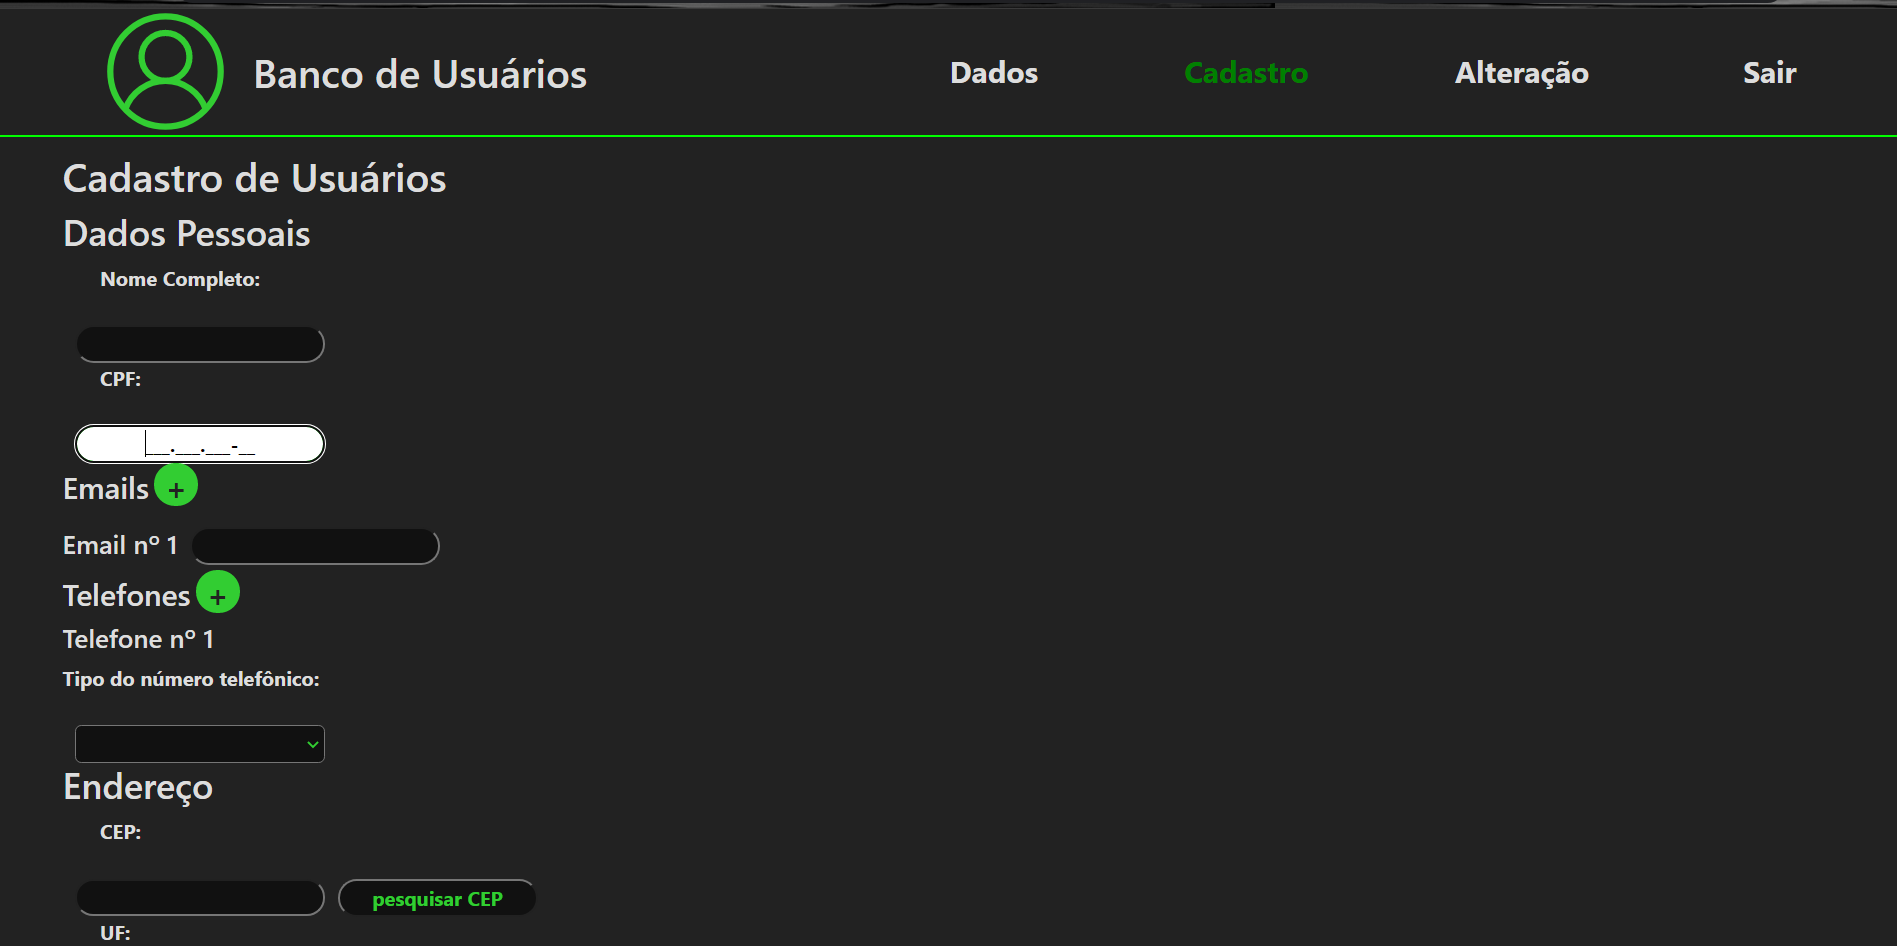 Banco de Usuários
Dados Cadastro Alteração Sair
Cadastro de Usuários
Dados Pessoais
Nome Completo:
CPF:
___.___.___-__
Emails +
Email nº 1
Telefones +
Telefone nº 1
Tipo do número telefônico:
Endereço
CEP:
pesquisar CEP
UF: